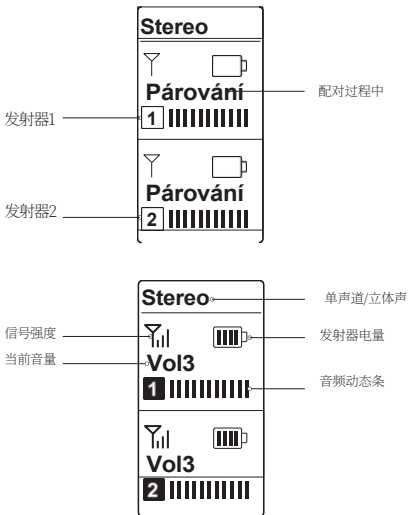 Stereo
Párování
配对过程中
发射器1
1
Párování
发射器2
2
Stereo
单声道/立体声
信号强度
发射器电量
当前音量
Vol3
1
音频动态条
Vol3
2